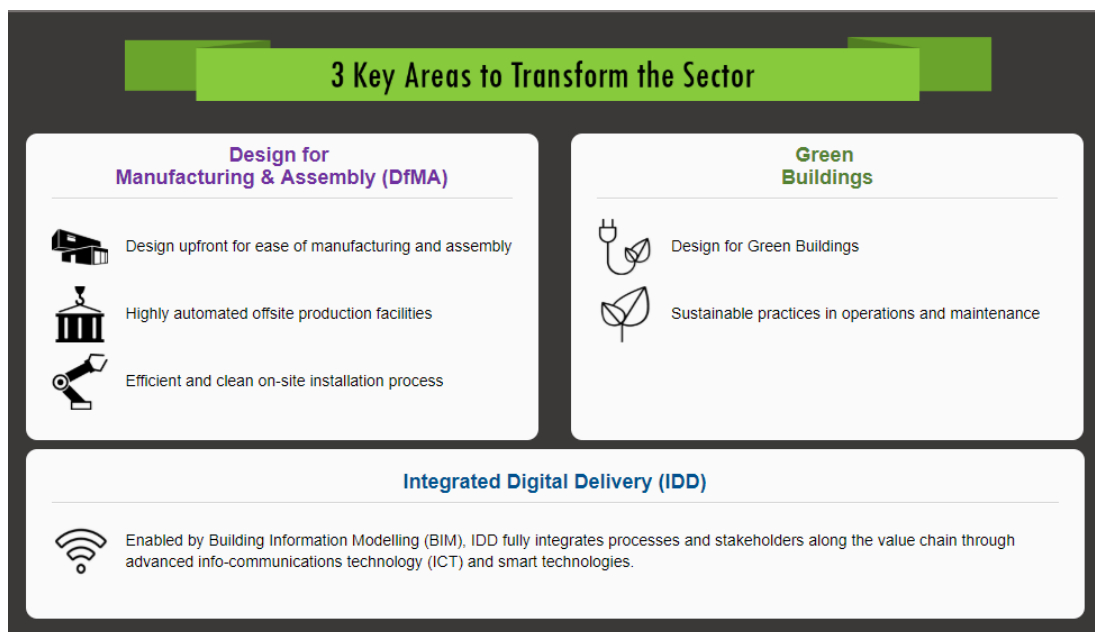 3 Key Areas to Transform the Sector
Design for
Manufacturing & Assembly (DfMA)
Design upfront for ease of manufacturing and assembly
Highly automated offsite production facilities
Efficient and clean on-site installation process
Green
Buildings
Design for Green Buildings
Sustainable practices in operations and maintenance
Integrated Digital Delivery (IDD)
Enabled by Building Information Modelling (BIM), IDD fully integrates processes and stakeholders along the value chain through
advanced info-communications technology (ICT) and smart technologies.